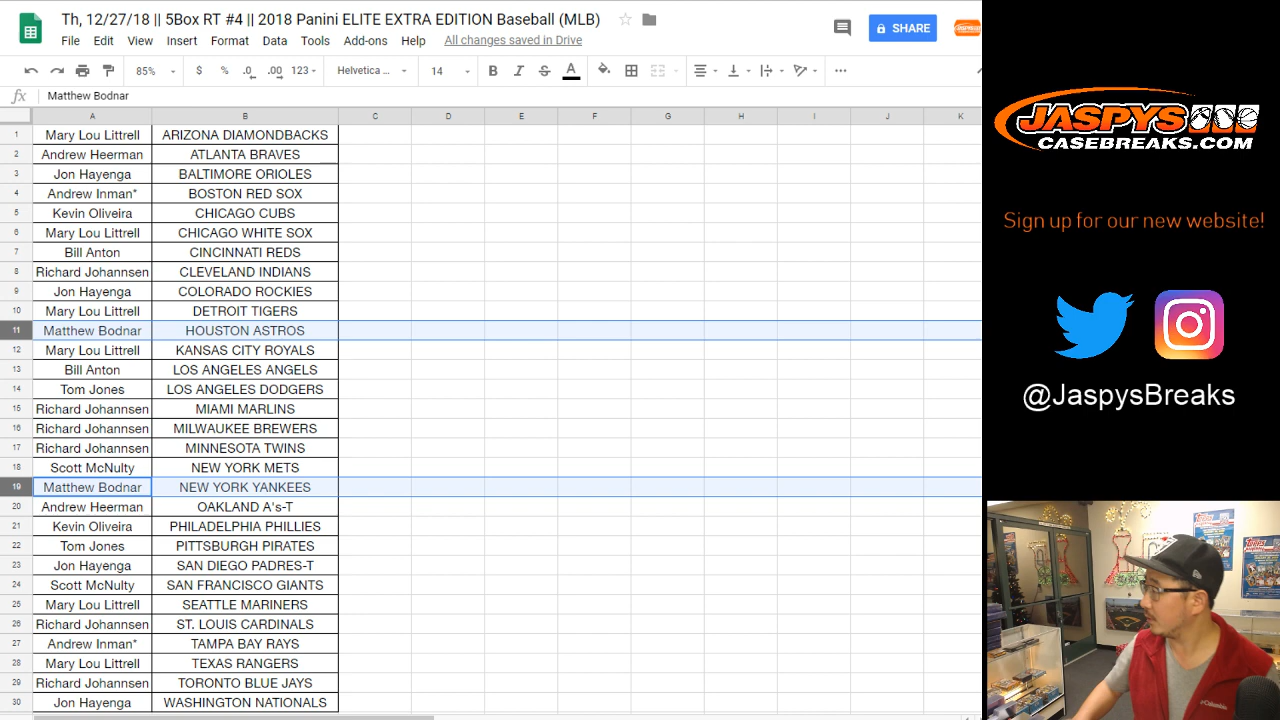 Th, 12/27/18 || 5Box RT #4 || 2018 Panini ELITE EXTRA EDITION Baseball (MLB)
File Edit View Insert Format Data Tools Add-ons Help All changes saved in Drive
SHARE
85% $ % .0 .00 123 Helvetica ... 14 B I S A
fx Matthew Bodnar
A B C D E F G H I J K
1 Mary Lou Littrell ARIZONA DIAMONDBACKS
2 Andrew Heerman ATLANTA BRAVES
3 Jon Hayenga BALTIMORE ORIOLES
4 Andrew Inman* BOSTON RED SOX
5 Kevin Oliveira CHICAGO CUBS
6 Mary Lou Littrell CHICAGO WHITE SOX
7 Bill Anton CINCINNATI REDS
8 Richard Johannsen CLEVELAND INDIANS
9 Jon Hayenga COLORADO ROCKIES
10 Mary Lou Littrell DETROIT TIGERS
11 Matthew Bodnar HOUSTON ASTROS
12 Mary Lou Littrell KANSAS CITY ROYALS
13 Bill Anton LOS ANGELES ANGELS
14 Tom Jones LOS ANGELES DODGERS
15 Richard Johannsen MIAMI MARLINS
16 Richard Johannsen MILWAUKEE BREWERS
17 Richard Johannsen MINNESOTA TWINS
18 Scott McNulty NEW YORK METS
19 Matthew Bodnar NEW YORK YANKEES
20 Andrew Heerman OAKLAND A's-T
21 Kevin Oliveira PHILADELPHIA PHILLIES
22 Tom Jones PITTSBURGH PIRATES
23 Jon Hayenga SAN DIEGO PADRES-T
24 Scott McNulty SAN FRANCISCO GIANTS
25 Mary Lou Littrell SEATTLE MARINERS
26 Richard Johannsen ST. LOUIS CARDINALS
27 Andrew Inman* TAMPA BAY RAYS
28 Mary Lou Littrell TEXAS RANGERS
29 Richard Johannsen TORONTO BLUE JAYS
30 Jon Hayenga WASHINGTON NATIONALS
JASPYS
CASEBREAKS.COM
Sign up for our new website!
@JaspysBreaks
TOPPS
Columbia